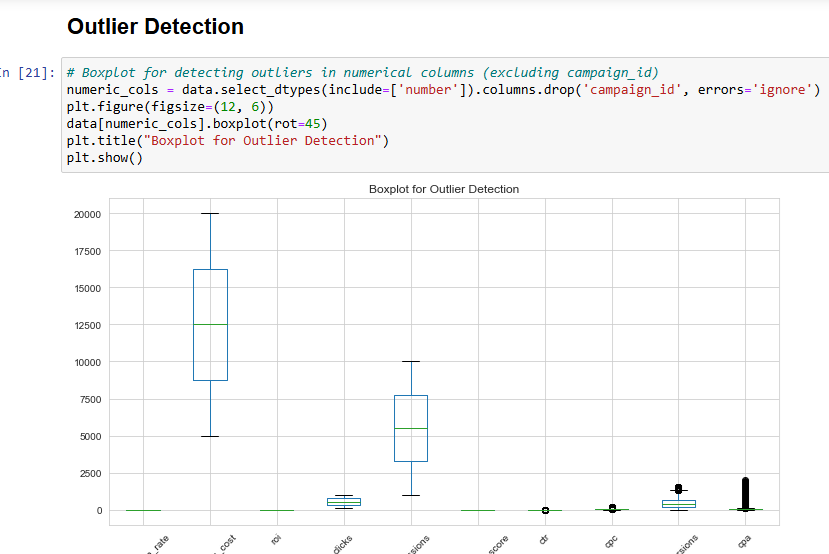 Outlier Detection
n [21]:
# Boxplot for detecting outliers in numerical columns (excluding campaign_id)
numeric_cols = data.select_dtypes(include=['number']).columns.drop('campaign_id', errors='ignore')
plt.figure(figsize=(12, 6))
data[numeric_cols].boxplot(rot=45)
plt.title("Boxplot for Outlier Detection")
plt.show()
Boxplot for Outlier Detection
20000
17500
15000
12500
10000
7500
5000
2500
0
_rate
_cost
roi
clicks
sions
score
ctr
cpc
rsions
cpa